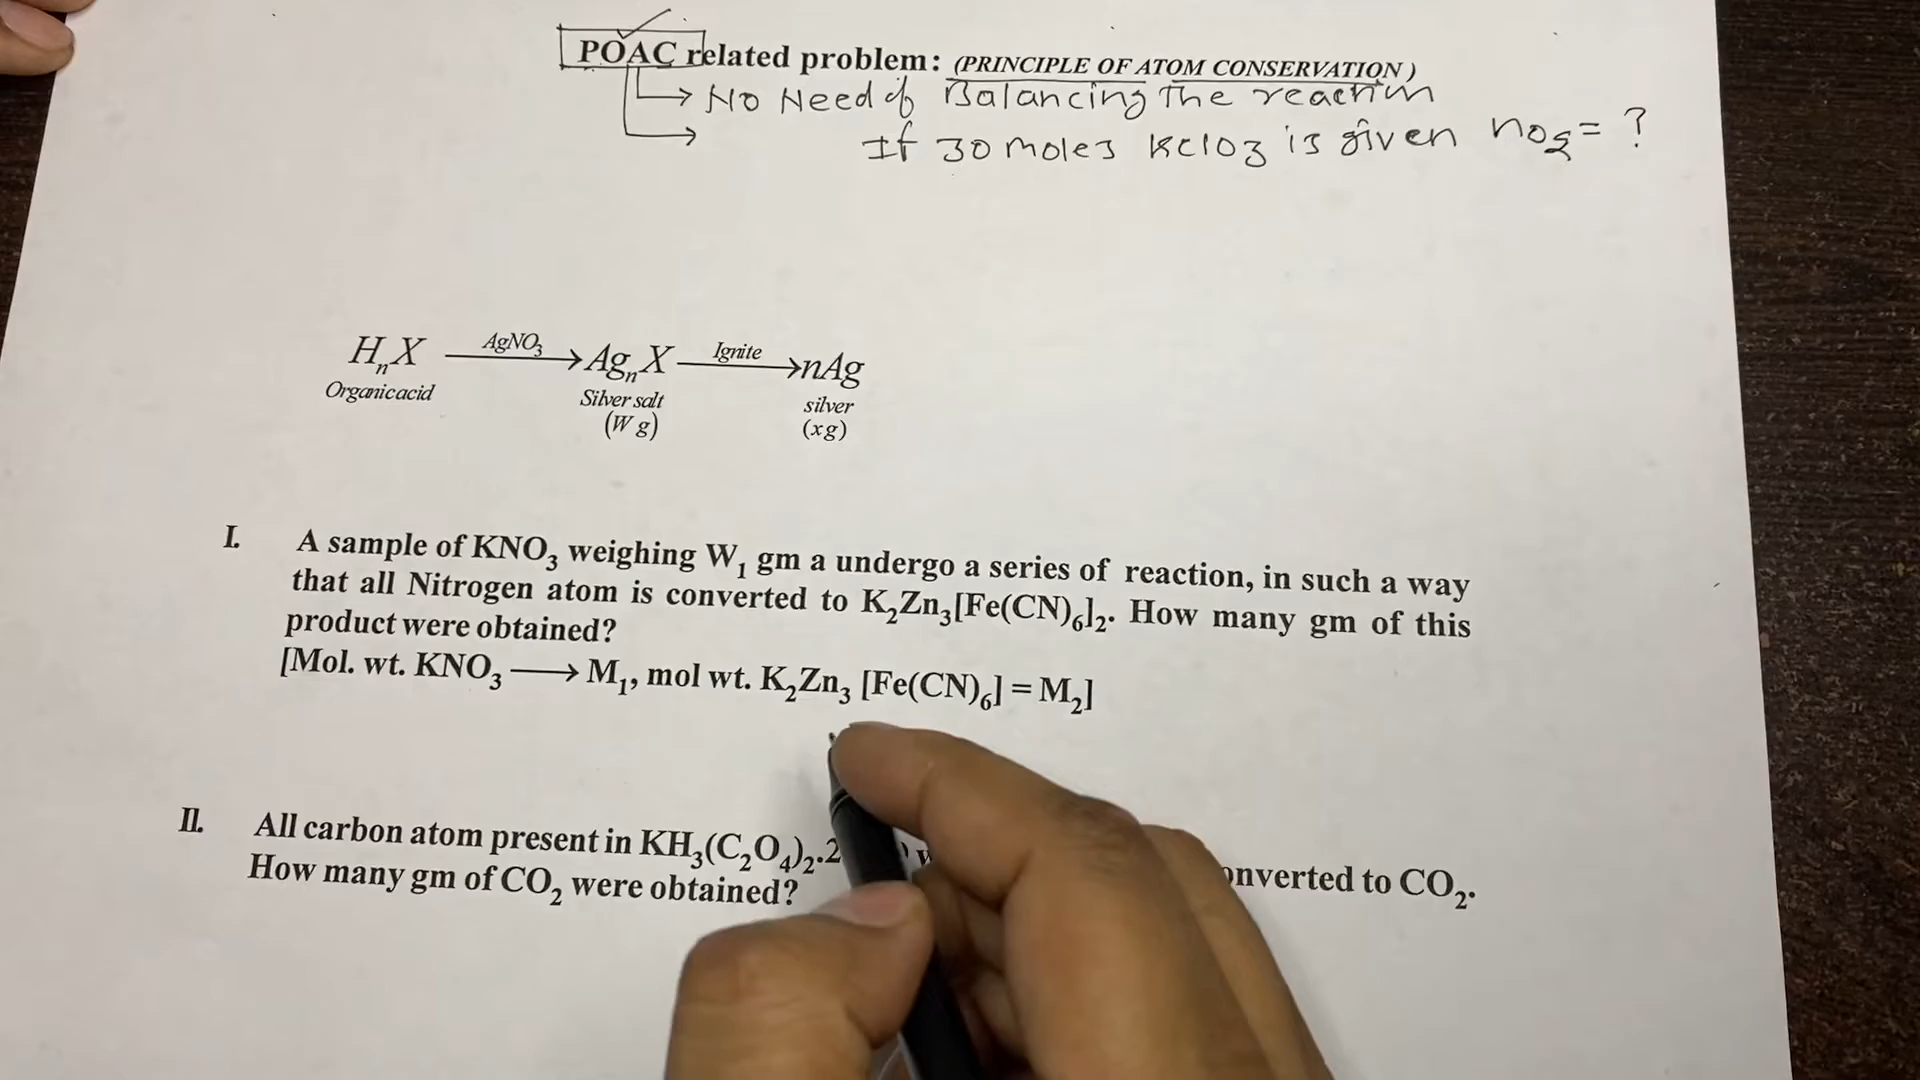 POAC related problem: (PRINCIPLE OF ATOM CONSERVATION )
→ No Need of Balancing The reaction
→ If 30 moles KClO3 is given nO2 = ?
HnX —AgNO3→ AgnX —Ignite→ nAg
Organic acid Silver salt silver
(W g) (xg)
I. A sample of KNO3 weighing W1 gm a undergo a series of reaction, in such a way
that all Nitrogen atom is converted to K2Zn3[Fe(CN)6]2. How many gm of this
product were obtained?
[Mol. wt. KNO3 ⟶ M1, mol wt. K2Zn3 [Fe(CN)6] = M2]
II. All carbon atom present in KH3(C2O4)2.2 onverted to CO2.
How many gm of CO2 were obtained?